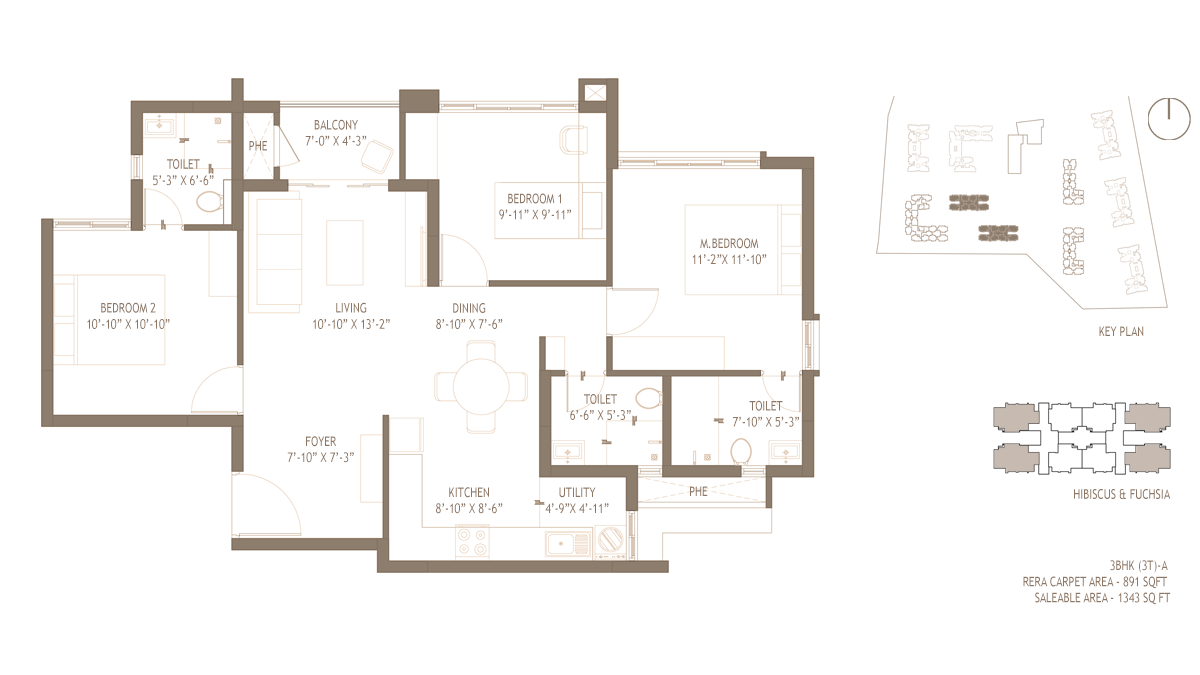 BALCONY
7'-0" X 4'-3"
PHE
TOILET
5'-3" X 6'-6"
BEDROOM 1
9'-11" X 9'-11"
M.BEDROOM
11'-2"X 11'-10"
BEDROOM 2
10'-10" X 10'-10"
LIVING
10'-10" X 13'-2"
DINING
8'-10" X 7'-6"
TOILET
6'-6" X 5'-3"
TOILET
7'-10" X 5'-3"
FOYER
7'-10" X 7'-3"
KITCHEN
8'-10" X 8'-6"
UTILITY
4'-9"X 4'-11"
PHE
KEY PLAN
HIBISCUS & FUCHSIA
3BHK (3T)-A
RERA CARPET AREA - 891 SQFT
SALEABLE AREA - 1343 SQ FT